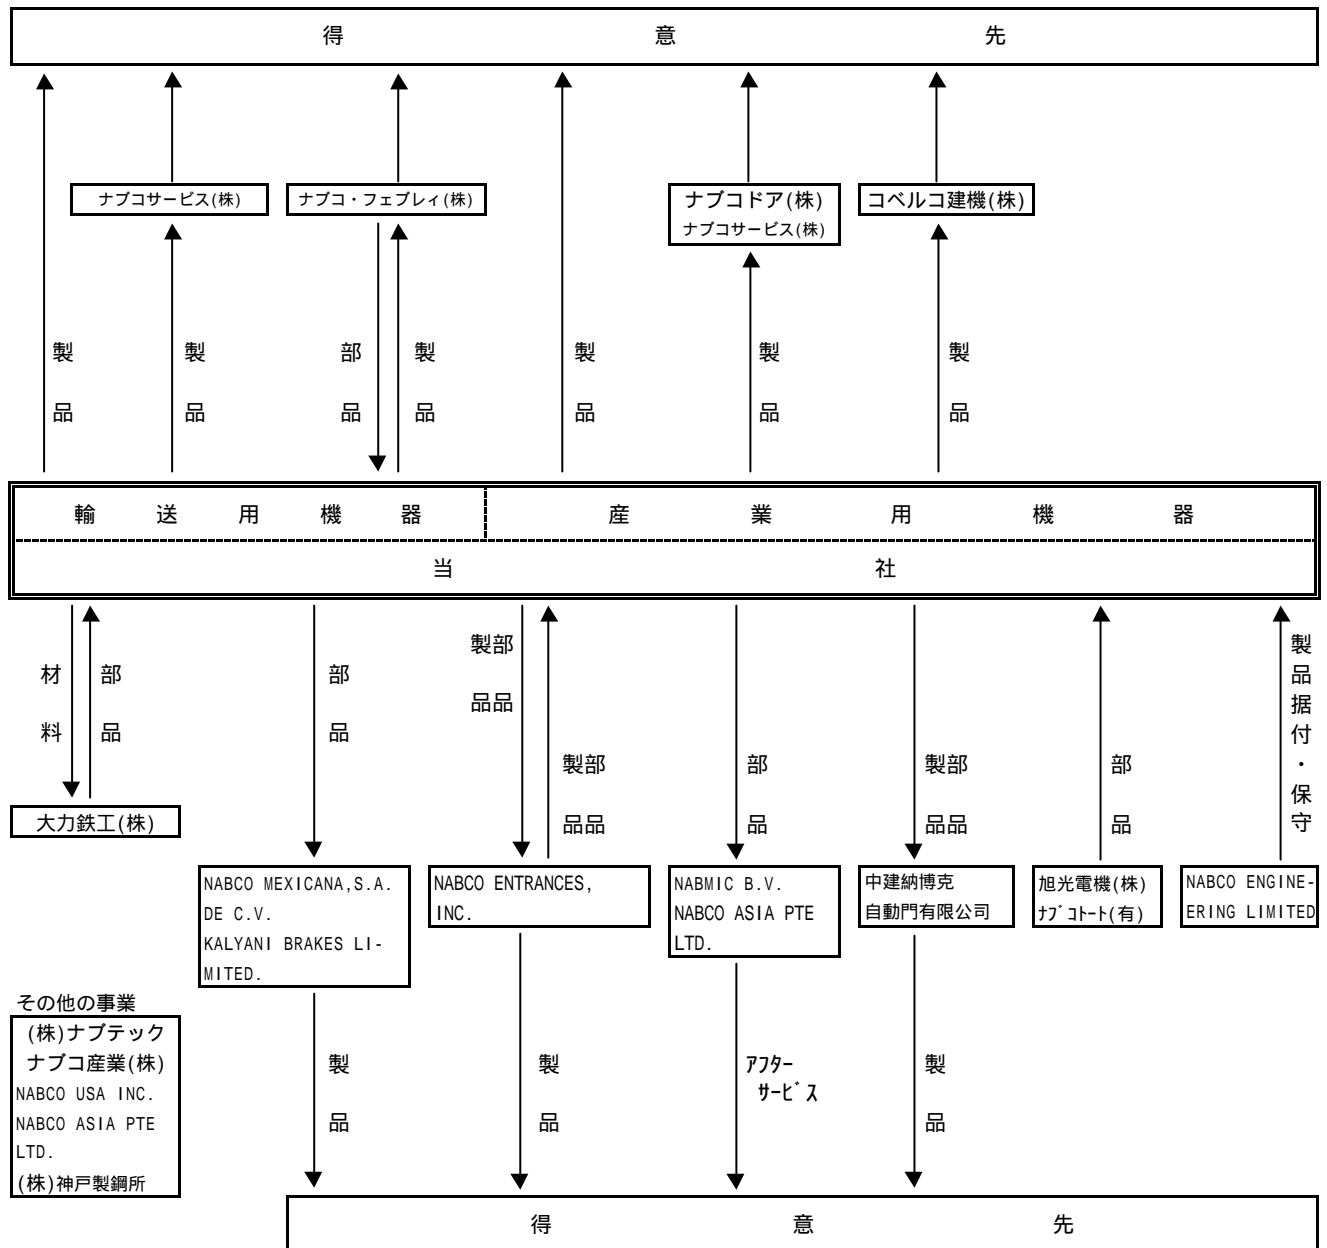 得意先
ナブコサービス(株)
ナブコ・フェブレィ(株)
ナブコドア(株)
ナブコサービス(株)
コベルコ建機(株)
製品
製品
部品
製品
製品
製品
製品
輸送用機器
産業用機器
当社
材料
部品
部品
製部
品品
製部
品品
部品
製部
品品
部品
製品据付・保守
大力鉄工(株)
NABCO MEXICANA,S.A.
DE C.V.
KALYANI BRAKES LI-
MITED.
NABCO ENTRANCES,
INC.
NABMIC B.V.
NABCO ASIA PTE
LTD.
中建納博克
自動門有限公司
旭光電機(株)
ﾅﾌﾞｺﾄｰﾄ(有)
NABCO ENGINE-
ERING LIMITED
その他の事業
(株)ナブテック
ナブコ産業(株)
NABCO USA INC.
NABCO ASIA PTE
LTD.
(株)神戸製鋼所
製品
製品
ｱﾌﾀｰ
ｻｰﾋﾞｽ
製品
得意先